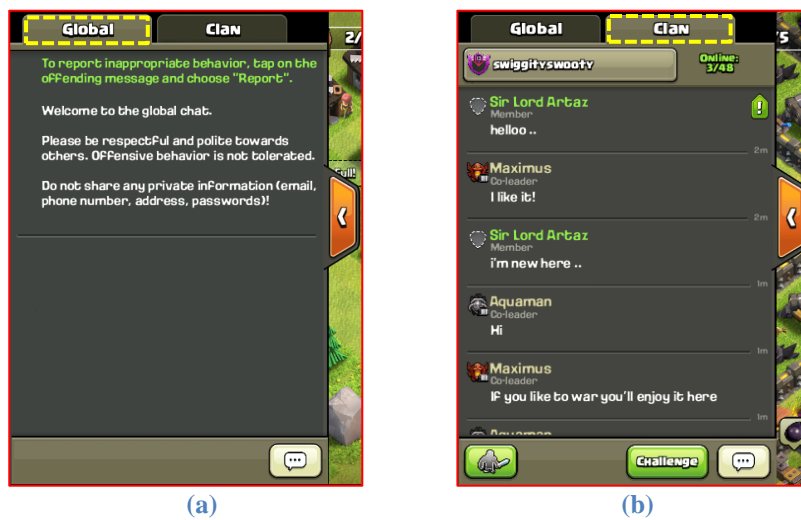 Global Clan
2/
To report inappropriate behavior, tap on the
offending message and choose "Report".
Welcome to the global chat.
Please be respectful and polite towards
others. Offensive behavior is not tolerated.
Do not share any private information (email,
phone number, address, passwords)!
(a)
Global Clan
swiggityswooty
Online:
3/48
Sir Lord Artaz
Member
helloo ..
2m
Maximus
Co-leader
I like it!
2m
Sir Lord Artaz
Member
i'm new here ..
1m
Aquaman
Co-leader
Hi
1m
Maximus
Co-leader
If you like to war you'll enjoy it here
1m
Aquaman
Challenge
(b)